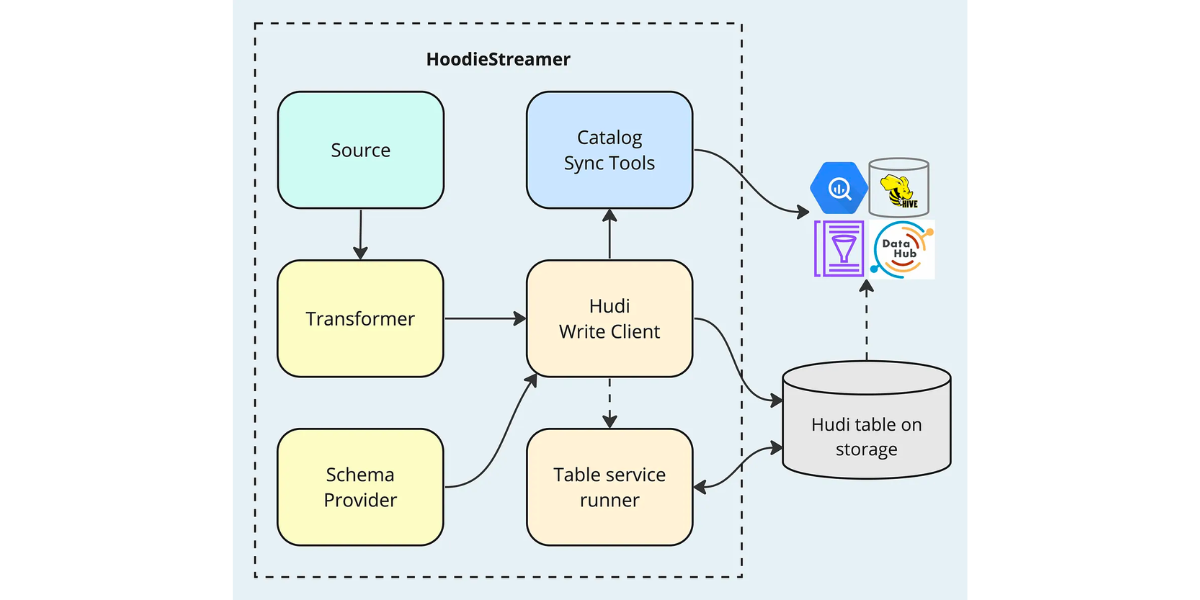 HoodieStreamer
Source
Catalog
Sync Tools
HIVE
Data
Hub
Transformer
Hudi
Write Client
Hudi table on
storage
Schema
Provider
Table service
runner